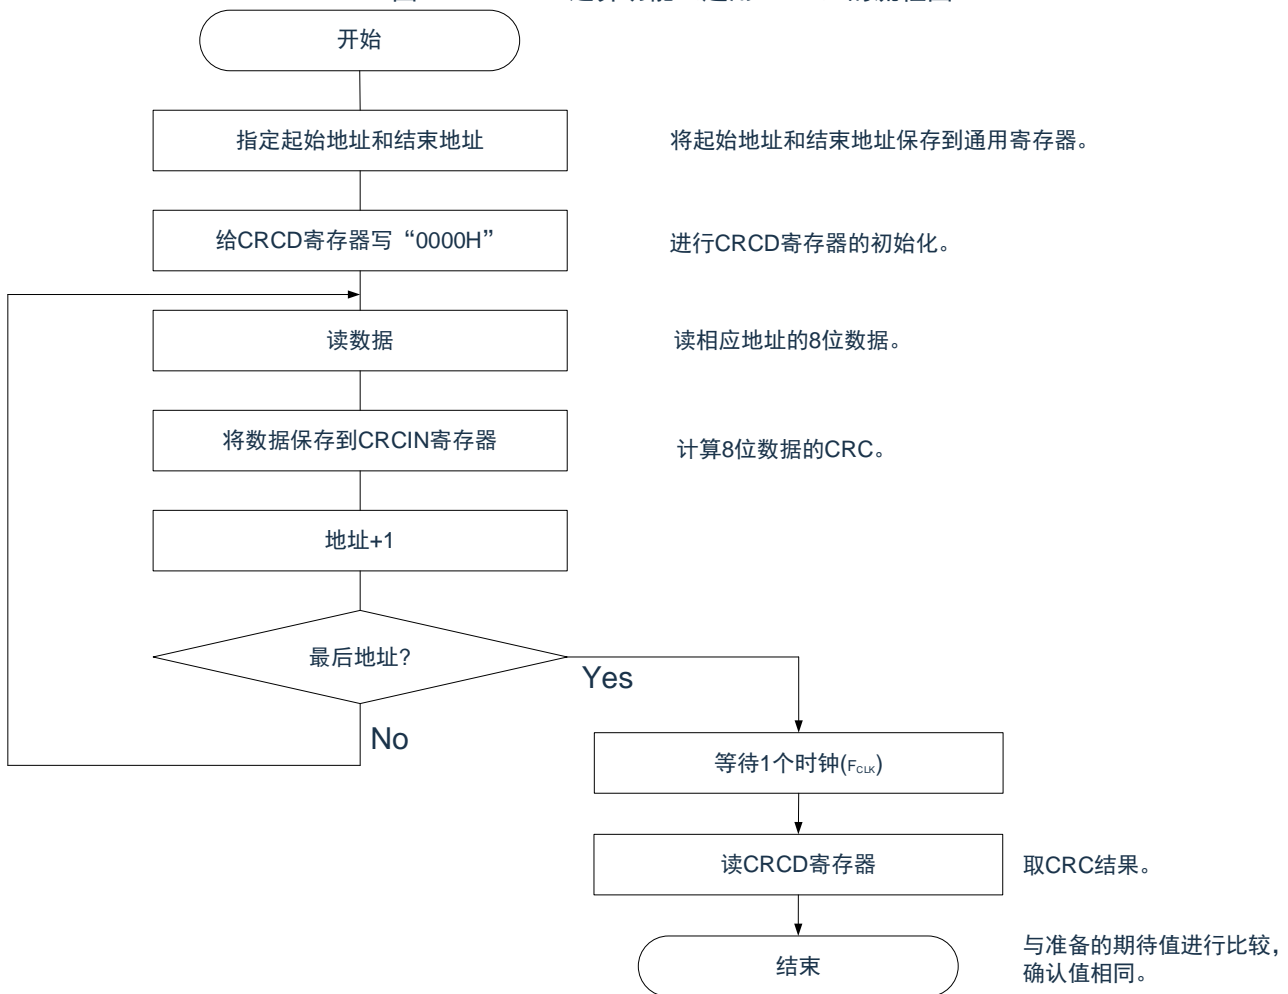 开始
指定起始地址和结束地址
将起始地址和结束地址保存到通用寄存器。
给CRCD寄存器写“0000H”
进行CRCD寄存器的初始化。
读数据
读相应地址的8位数据。
将数据保存到CRCIN寄存器
计算8位数据的CRC。
地址+1
最后地址?
Yes
No
等待1个时钟(FCLK)
读CRCD寄存器
取CRC结果。
结束
与准备的期待值进行比较，
确认值相同。